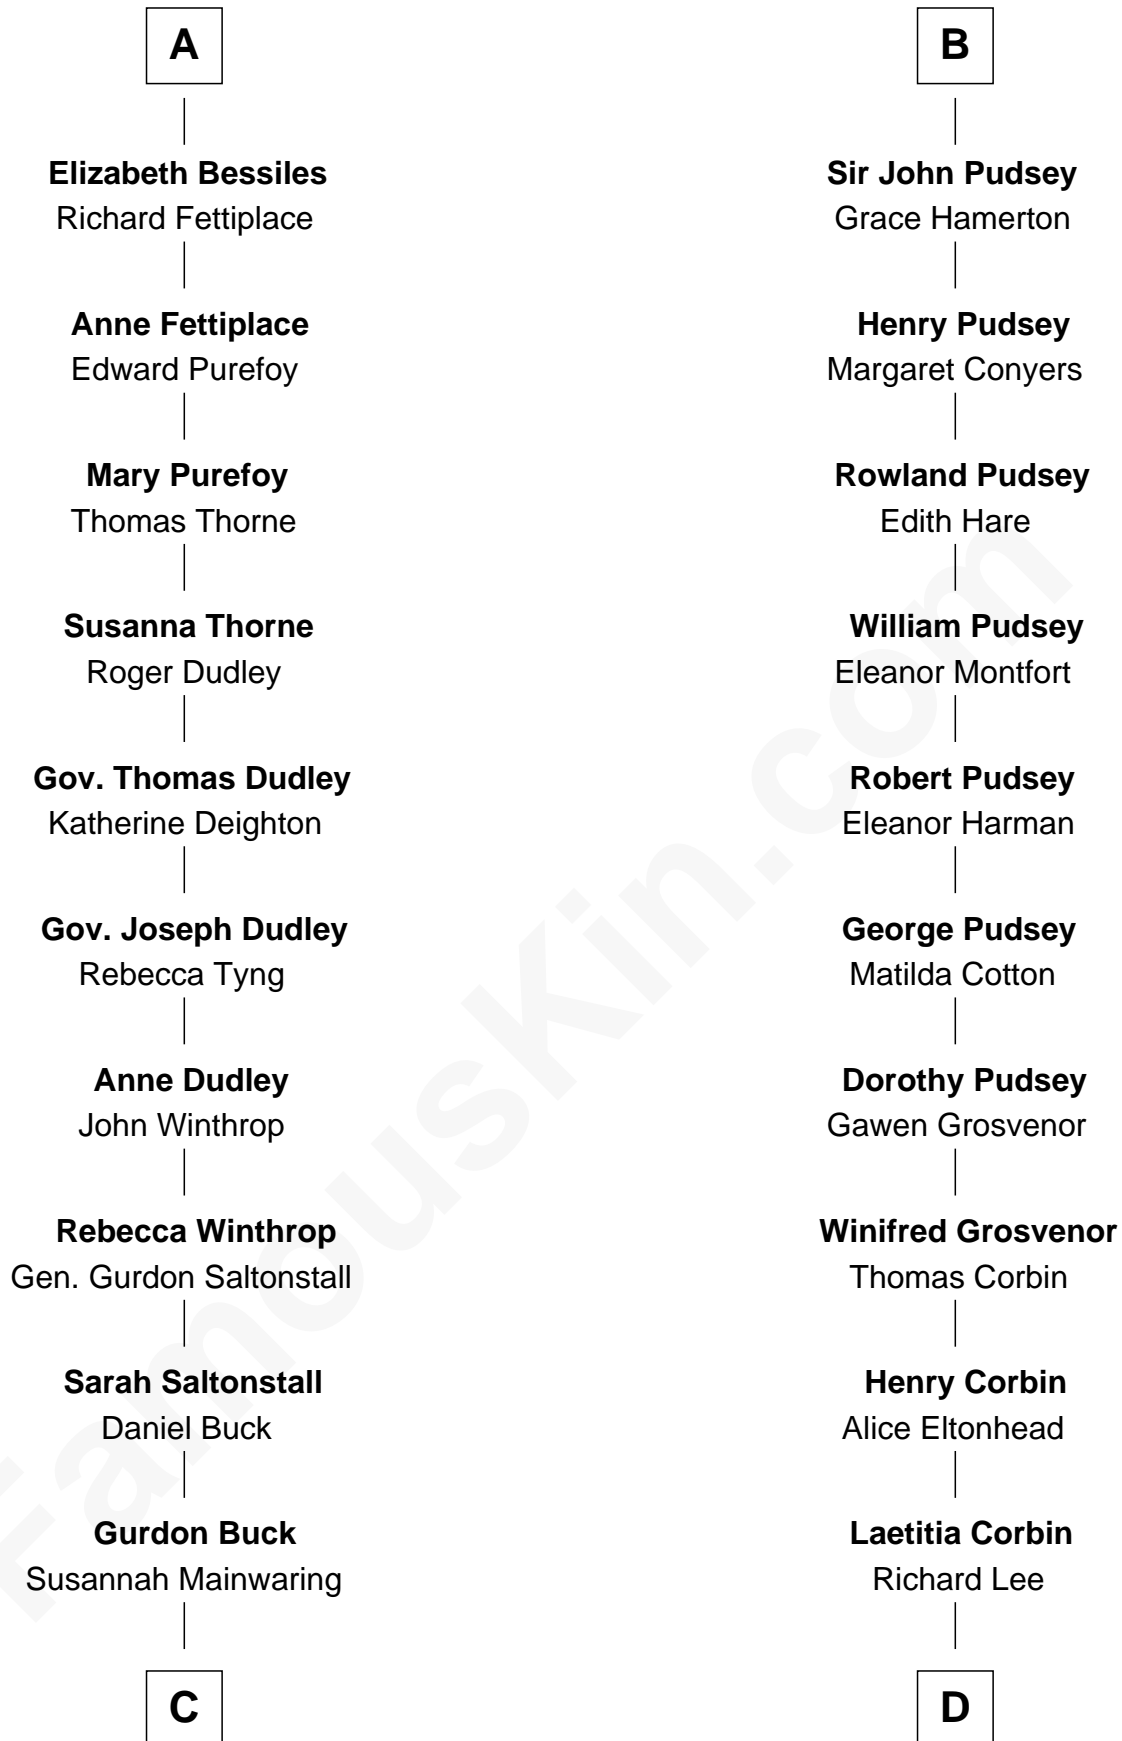 A
Elizabeth Bessiles
Richard Fettiplace
Anne Fettiplace
Edward Purefoy
Mary Purefoy
Thomas Thorne
Susanna Thorne
Roger Dudley
Gov. Thomas Dudley
Katherine Deighton
Gov. Joseph Dudley
Rebecca Tyng
Anne Dudley
John Winthrop
Rebecca Winthrop
Gen. Gurdon Saltonstall
Sarah Saltonstall
Daniel Buck
Gurdon Buck
Susannah Mainwaring
C
B
Sir John Pudsey
Grace Hamerton
Henry Pudsey
Margaret Conyers
Rowland Pudsey
Edith Hare
William Pudsey
Eleanor Montfort
Robert Pudsey
Eleanor Harman
George Pudsey
Matilda Cotton
Dorothy Pudsey
Gawen Grosvenor
Winifred Grosvenor
Thomas Corbin
Henry Corbin
Alice Eltonhead
Laetitia Corbin
Richard Lee
D
FamousKin.com